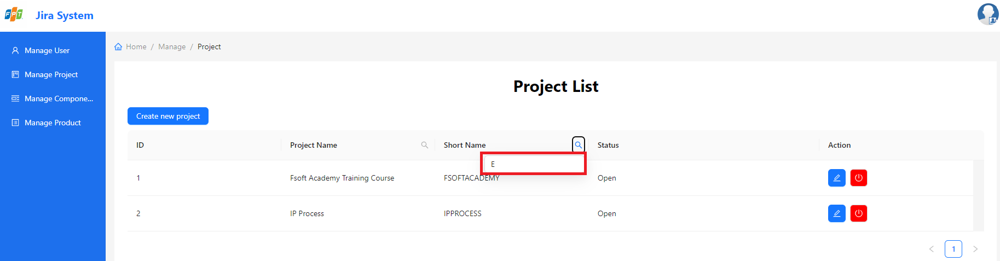 FPT Jira System
Manage User
Manage Project
Manage Compone...
Manage Product
Home / Manage / Project
Project List
Create new project
ID Project Name Short Name Status Action
E
1 Fsoft Academy Training Course FSOFTACADEMY Open
2 IP Process IPPROCESS Open
< 1 >